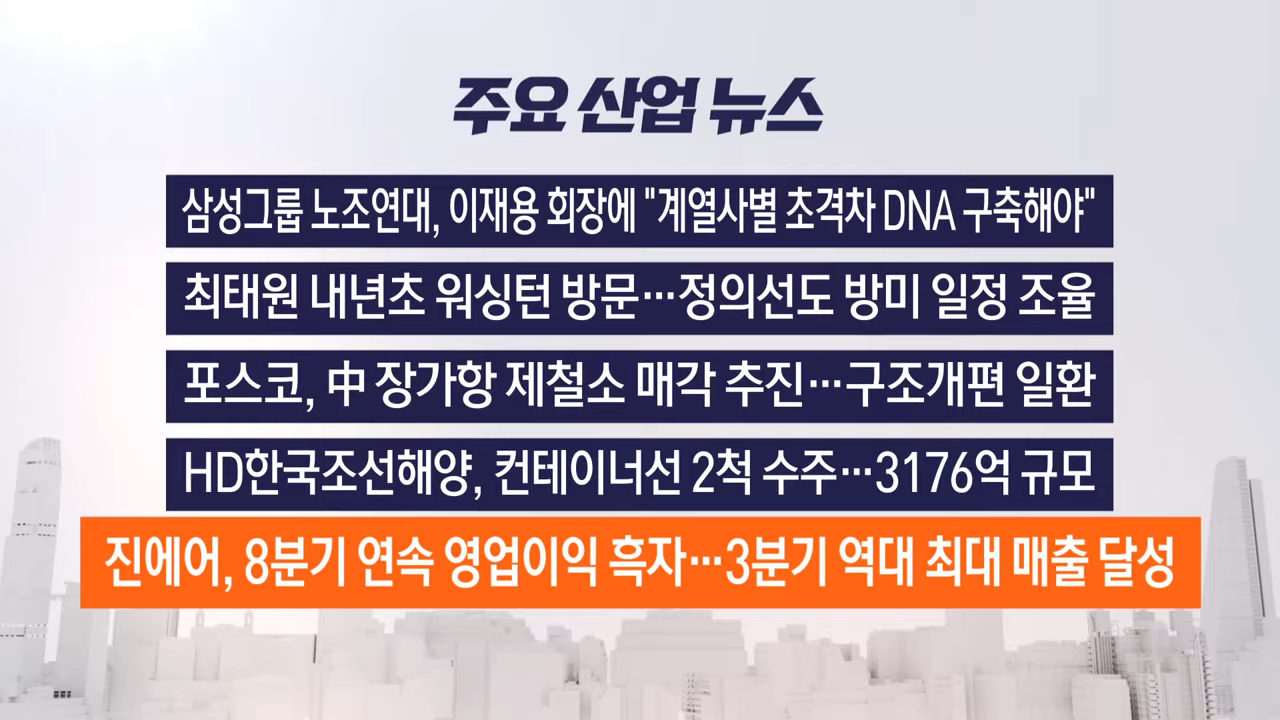 주요 산업 뉴스
삼성그룹 노조연대, 이재용 회장에 "계열사별 초격차 DNA 구축해야"
최태원 내년초 워싱턴 방문…정의선도 방미 일정 조율
포스코, 中 장가항 제철소 매각 추진…구조개편 일환
HD한국조선해양, 컨테이너선 2척 수주…3176억 규모
진에어, 8분기 연속 영업이익 흑자…3분기 역대 최대 매출 달성